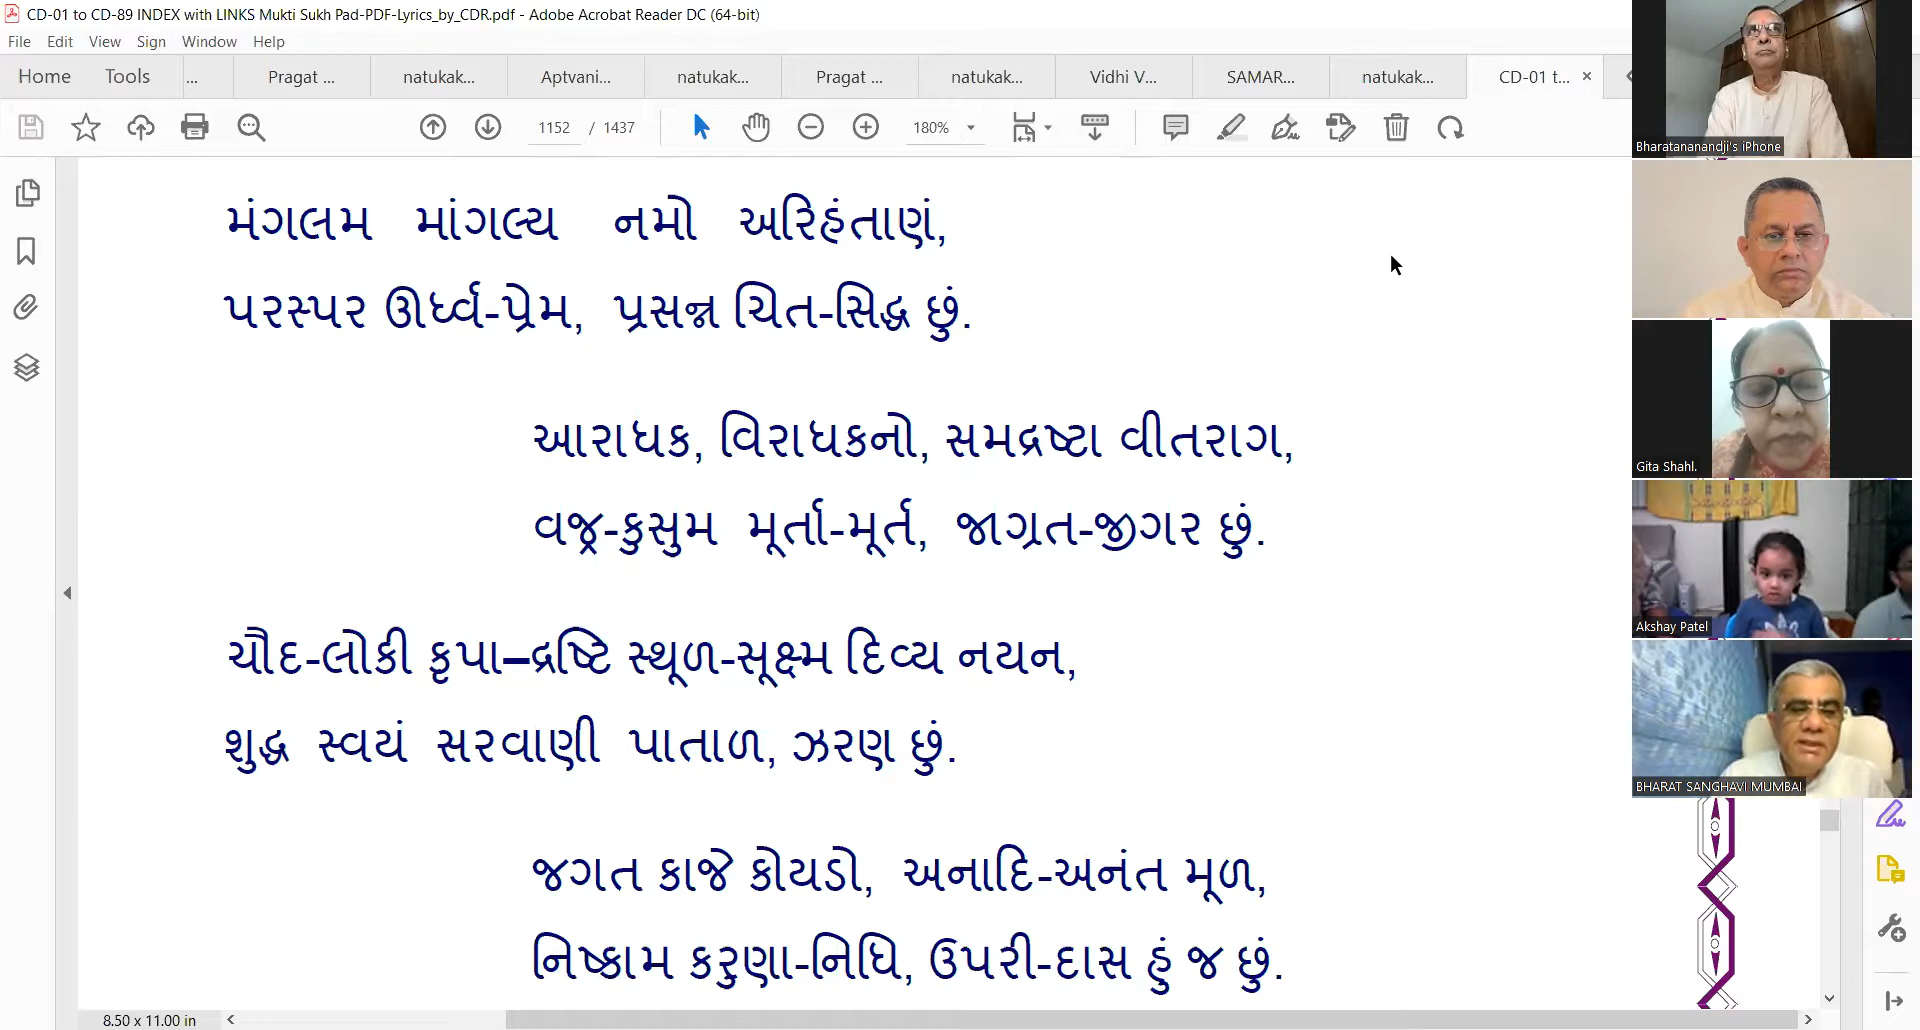 CD-01 to CD-89 INDEX with LINKS Mukti Sukh Pad-PDF-Lyrics_by_CDR.pdf - Adobe Acrobat Reader DC (64-bit)
File Edit View Sign Window Help
Home Tools ... Pragat ... natukak... Aptvani... natukak... Pragat ... natukak... Vidhi V... SAMAR... natukak... CD-01 t... ×
1152 / 1437 180%
મંગલમ માંગલ્ય નમો અરિહંતાણં,
પરસ્પર ઊર્ધ્વ-પ્રેમ, પ્રસન્ન ચિત-સિદ્ધ છું.
આરાધક, વિરાધકનો, સમદ્રષ્ટા વીતરાગ,
વજ્ર-કુસુમ મૂર્તા-મૂર્ત, જાગ્રત-જીગર છું.
ચૌદ-લોકી કૃપા–દ્રષ્ટિ સ્થૂળ-સૂક્ષ્મ દિવ્ય નયન,
શુદ્ધ સ્વયં સરવાણી પાતાળ, ઝરણ છું.
જગત કાજે કોયડો, અનાદિ-અનંત મૂળ,
નિષ્કામ કરુણા-નિધિ, ઉપરી-દાસ હું જ છું.
8.50 x 11.00 in
Bharatananandji's iPhone
Gita Shahl.
Akshay Patel
BHARAT SANGHAVI MUMBAI